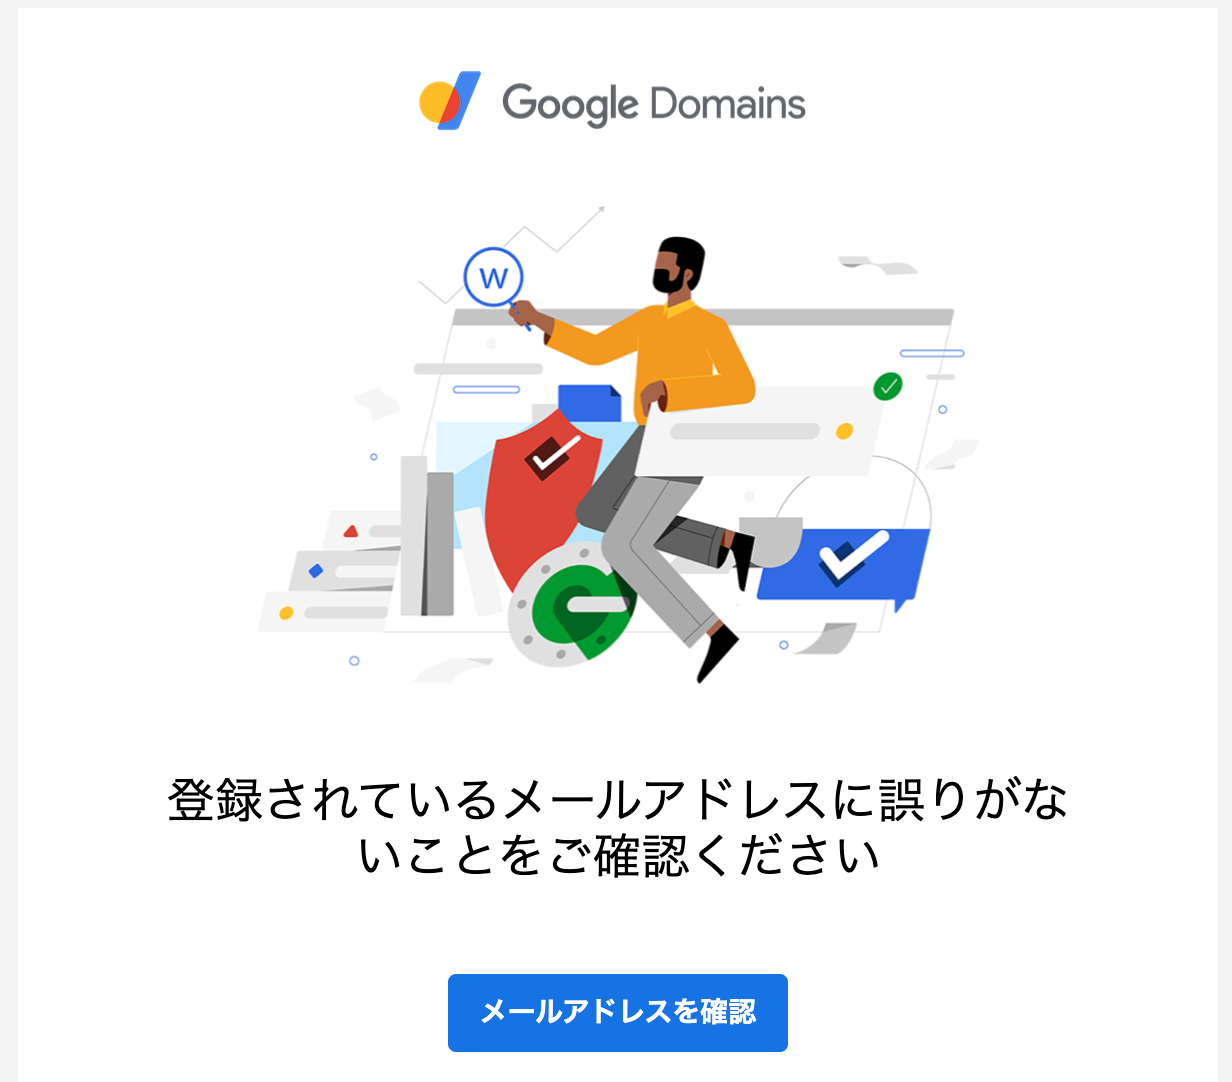 Google Domains
W
登録されているメールアドレスに誤りがな
いことをご確認ください
メールアドレスを確認